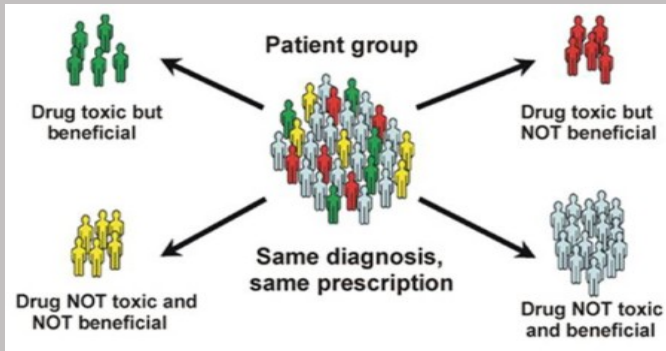 Patient group
Drug toxic but
beneficial
Drug toxic but
NOT beneficial
Same diagnosis,
same prescription
Drug NOT toxic and
NOT beneficial
Drug NOT toxic
and beneficial